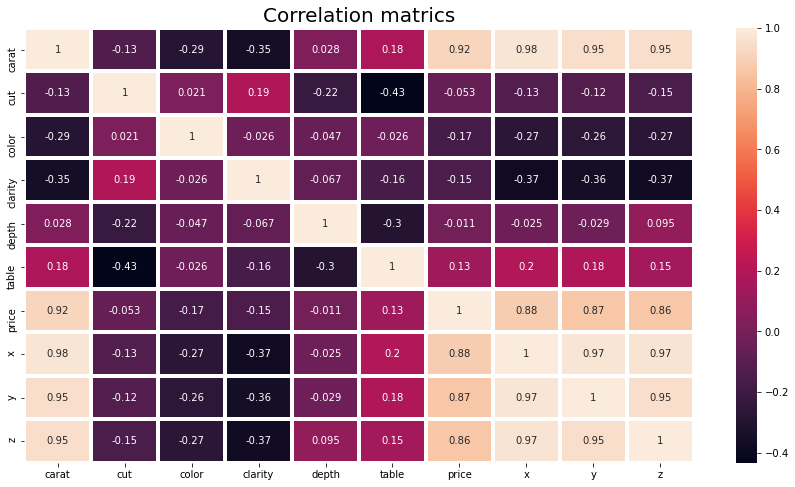 Correlation matrics
carat 1 -0.13 -0.29 -0.35 0.028 0.18 0.92 0.98 0.95 0.95
cut -0.13 1 0.021 0.19 -0.22 -0.43 -0.053 -0.13 -0.12 -0.15
color -0.29 0.021 1 -0.026 -0.047 -0.026 -0.17 -0.27 -0.26 -0.27
clarity -0.35 0.19 -0.026 1 -0.067 -0.16 -0.15 -0.37 -0.36 -0.37
depth 0.028 -0.22 -0.047 -0.067 1 -0.3 -0.011 -0.025 -0.029 0.095
table 0.18 -0.43 -0.026 -0.16 -0.3 1 0.13 0.2 0.18 0.15
price 0.92 -0.053 -0.17 -0.15 -0.011 0.13 1 0.88 0.87 0.86
x 0.98 -0.13 -0.27 -0.37 -0.025 0.2 0.88 1 0.97 0.97
y 0.95 -0.12 -0.26 -0.36 -0.029 0.18 0.87 0.97 1 0.95
z 0.95 -0.15 -0.27 -0.37 0.095 0.15 0.86 0.97 0.95 1
carat cut color clarity depth table price x y z
1.0
0.8
0.6
0.4
0.2
0.0
−0.2
−0.4